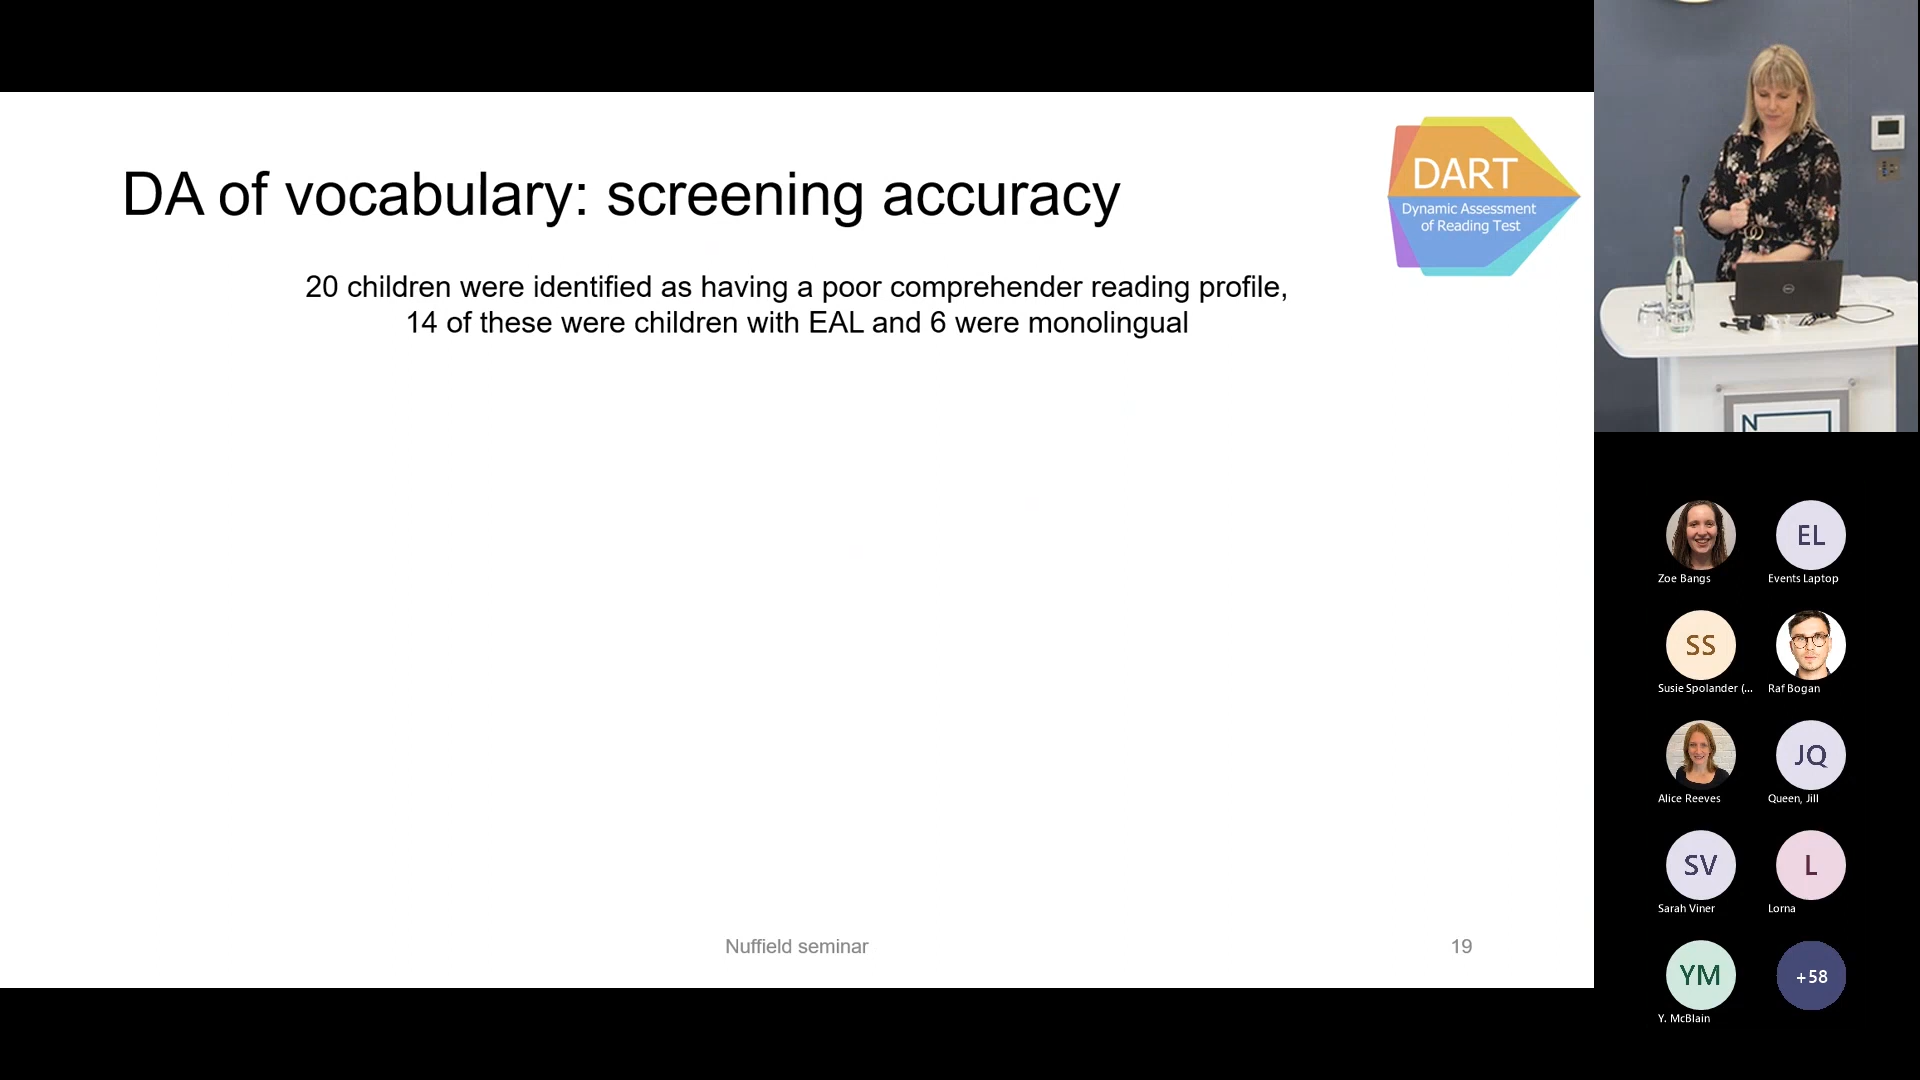 DA of vocabulary: screening accuracy
DART
Dynamic Assessment
of Reading Test
20 children were identified as having a poor comprehender reading profile,
14 of these were children with EAL and 6 were monolingual
Nuffield seminar
19
N
Zoe Bangs
EL
Events Laptop
SS
Susie Spolander (...
Raf Bogan
Alice Reeves
JQ
Queen, Jill
SV
Sarah Viner
L
Lorna
YM
Y. McBlain
+58